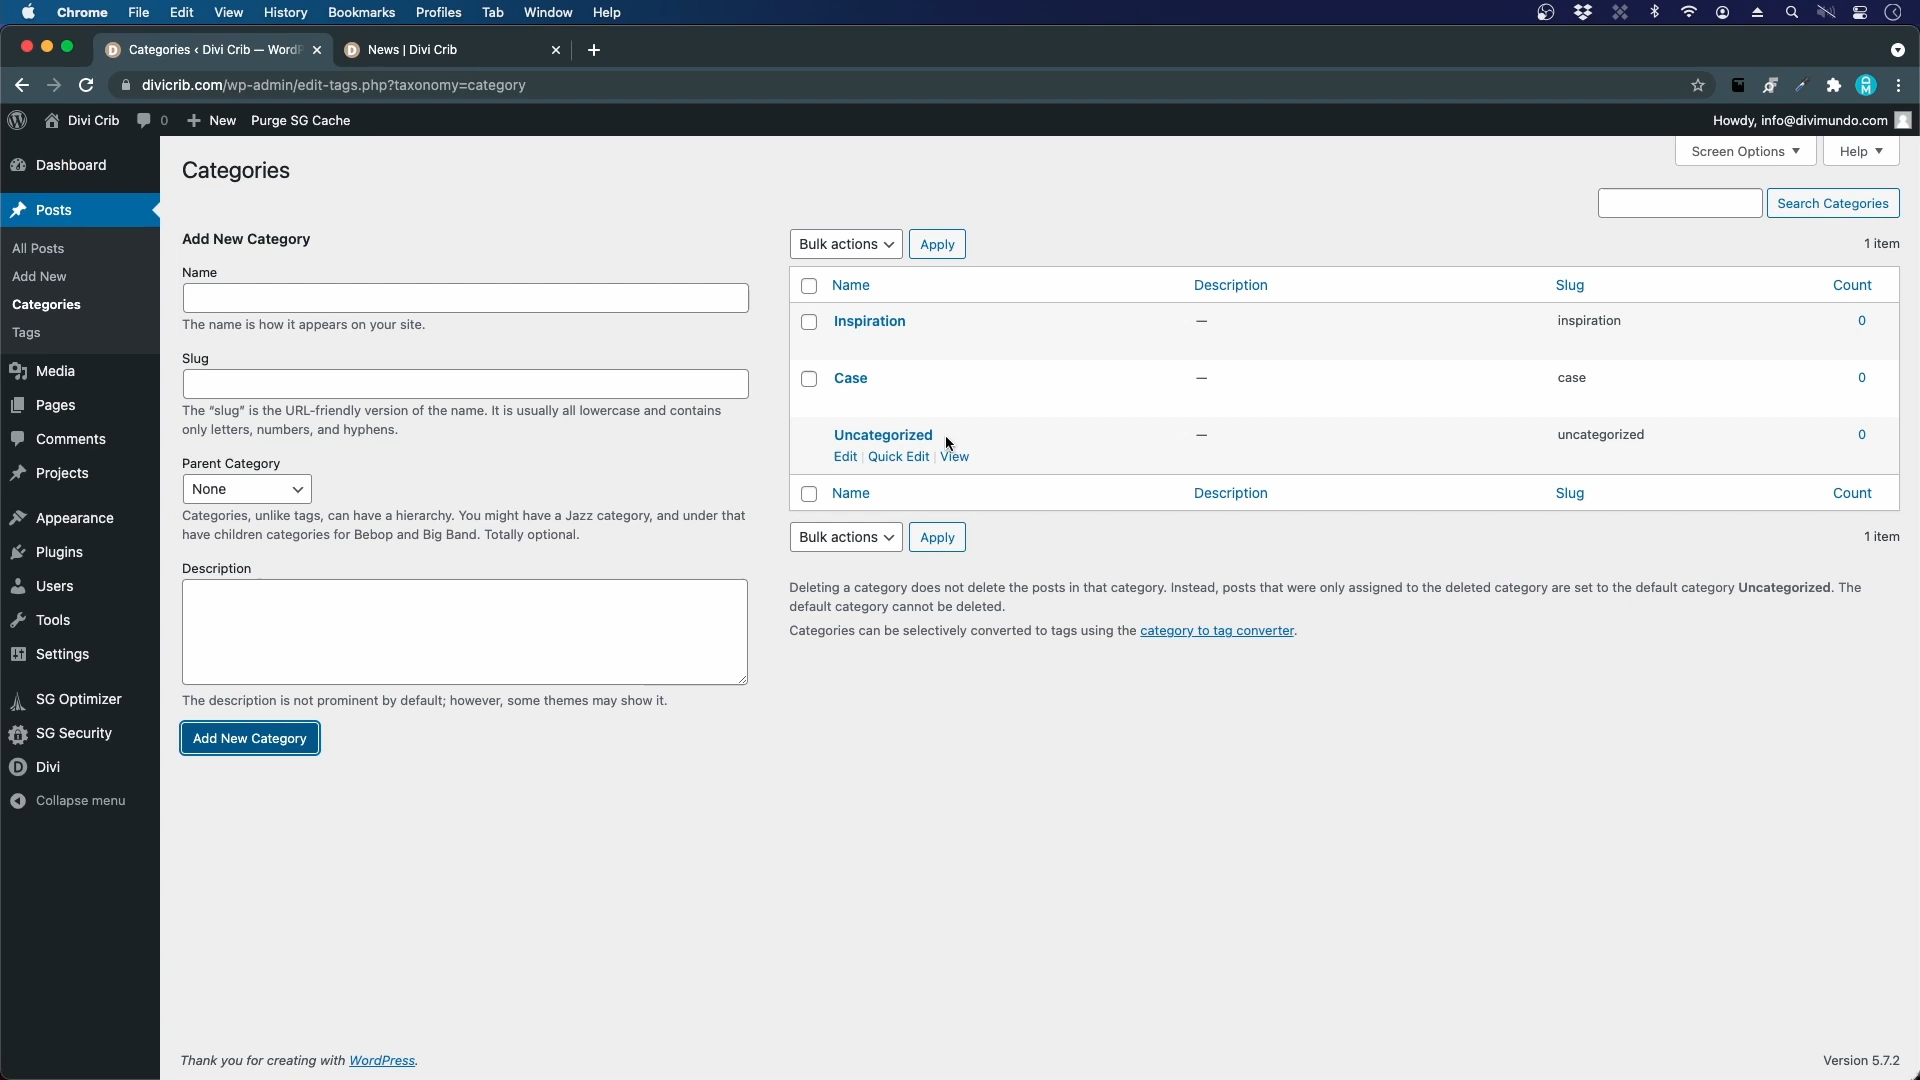 Chrome File Edit View History Bookmarks Profiles Tab Window Help
Categories ‹ Divi Crib — WordP
News | Divi Crib
divicrib.com/wp-admin/edit-tags.php?taxonomy=category
Divi Crib 0 New Purge SG Cache
Howdy, info@divimundo.com
Dashboard
Posts
All Posts
Add New
Categories
Tags
Media
Pages
Comments
Projects
Appearance
Plugins
Users
Tools
Settings
SG Optimizer
SG Security
Divi
Collapse menu
Categories
Screen Options
Help
Search Categories
Add New Category
Name
The name is how it appears on your site.
Slug
The “slug” is the URL-friendly version of the name. It is usually all lowercase and contains
only letters, numbers, and hyphens.
Parent Category
None
Categories, unlike tags, can have a hierarchy. You might have a Jazz category, and under that
have children categories for Bebop and Big Band. Totally optional.
Description
The description is not prominent by default; however, some themes may show it.
Add New Category
Bulk actions Apply 1 item
Name Description Slug Count
Inspiration — inspiration 0
Case — case 0
Uncategorized — uncategorized 0
Edit | Quick Edit | View
Name Description Slug Count
Bulk actions Apply 1 item
Deleting a category does not delete the posts in that category. Instead, posts that were only assigned to the deleted category are set to the default category Uncategorized. The
default category cannot be deleted.
Categories can be selectively converted to tags using the category to tag converter.
Thank you for creating with WordPress.
Version 5.7.2